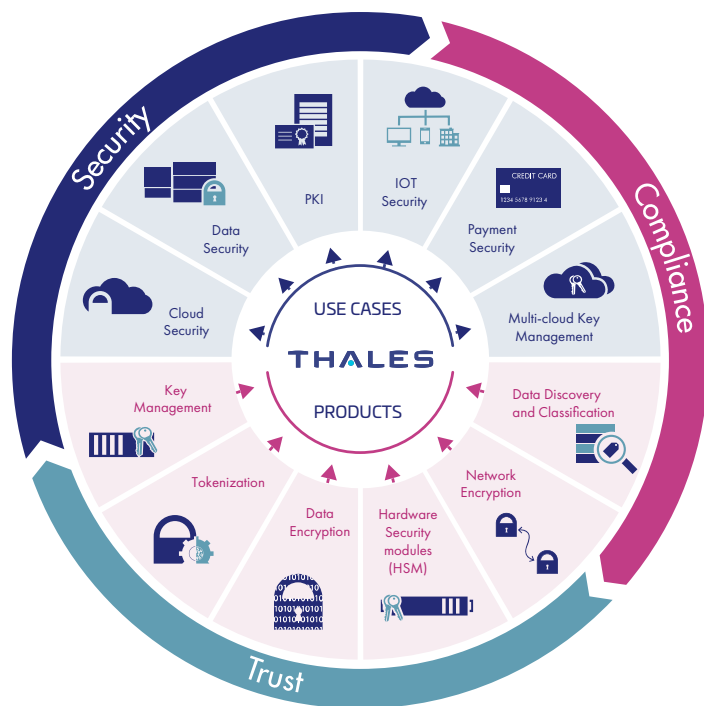 Security
Compliance
Trust
PKI
IOT
Security
CREDIT CARD
1234 5678 9123 4
Data
Security
Payment
Security
Cloud
Security
Multi-cloud Key
Management
USE CASES
THALES
PRODUCTS
Key
Management
Data Discovery
and Classification
Tokenization
Network
Encryption
Data
Encryption
Hardware
Security
modules
(HSM)